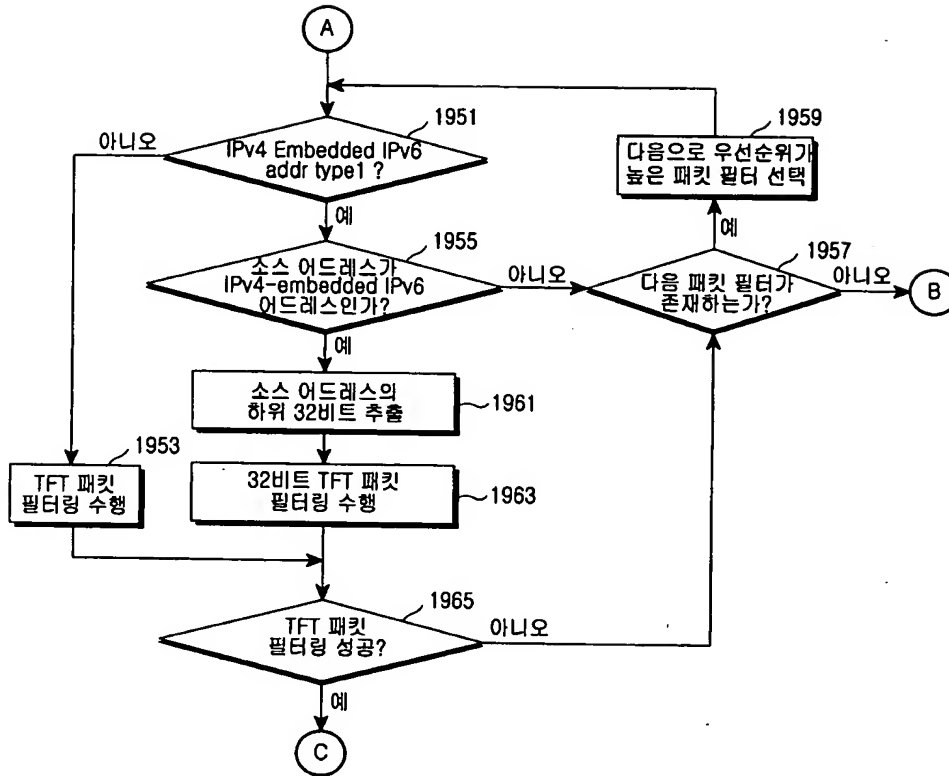 A
1951
아니오
IPv4 Embedded IPv6
addr type1 ?
예
1959
다음으로 우선순위가
높은 패킷 필터 선택
예
1955
소스 어드레스가
IPv4-embedded IPv6
어드레스인가?
아니오
예
1957
다음 패킷 필터가
존재하는가?
아니오
B
소스 어드레스의
하위 32비트 추출
1961
1953
TFT 패킷
필터링 수행
32비트 TFT 패킷
필터링 수행
1963
1965
TFT 패킷
필터링 성공?
아니오
예
C